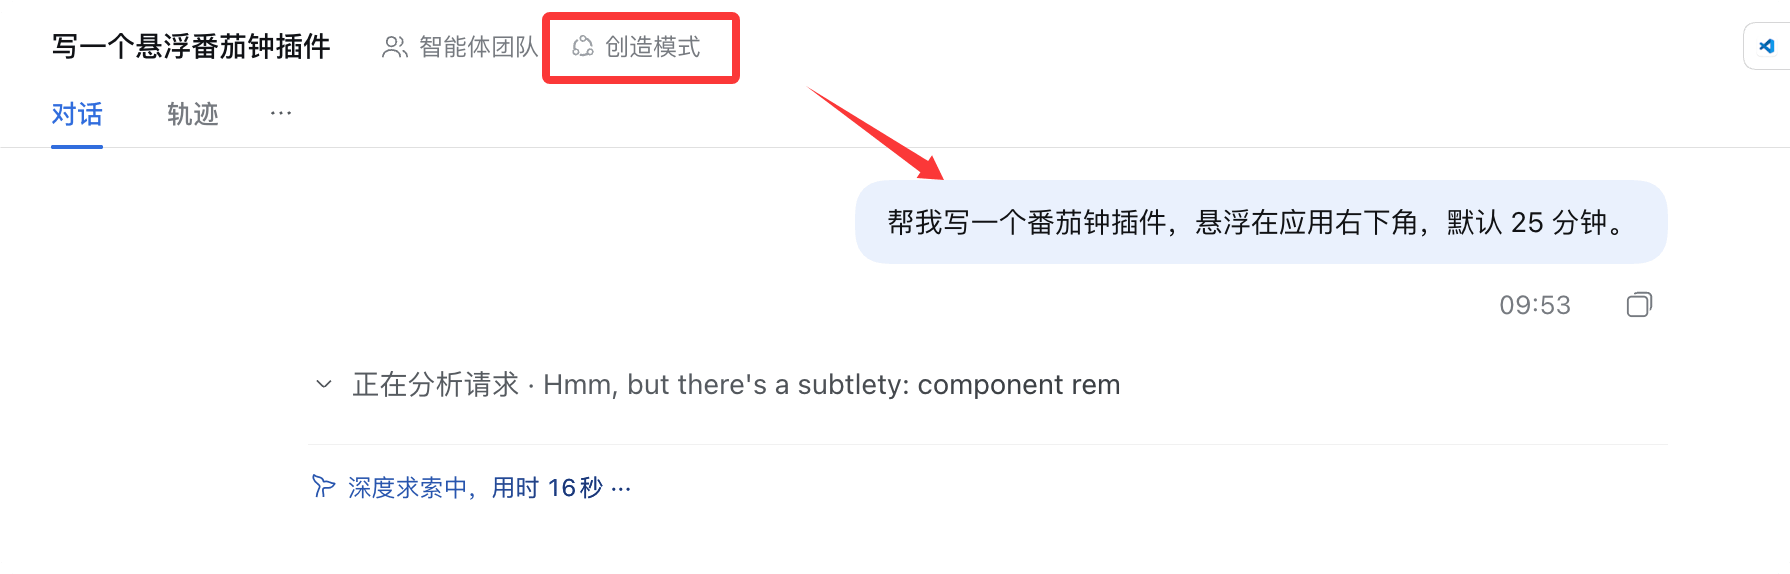 写一个悬浮番茄钟插件 智能体团队 创造模式
对话 轨迹 ···
帮我写一个番茄钟插件，悬浮在应用右下角，默认 25 分钟。
09:53
正在分析请求 · Hmm, but there's a subtlety: component rem
深度求索中，用时 16秒 ···